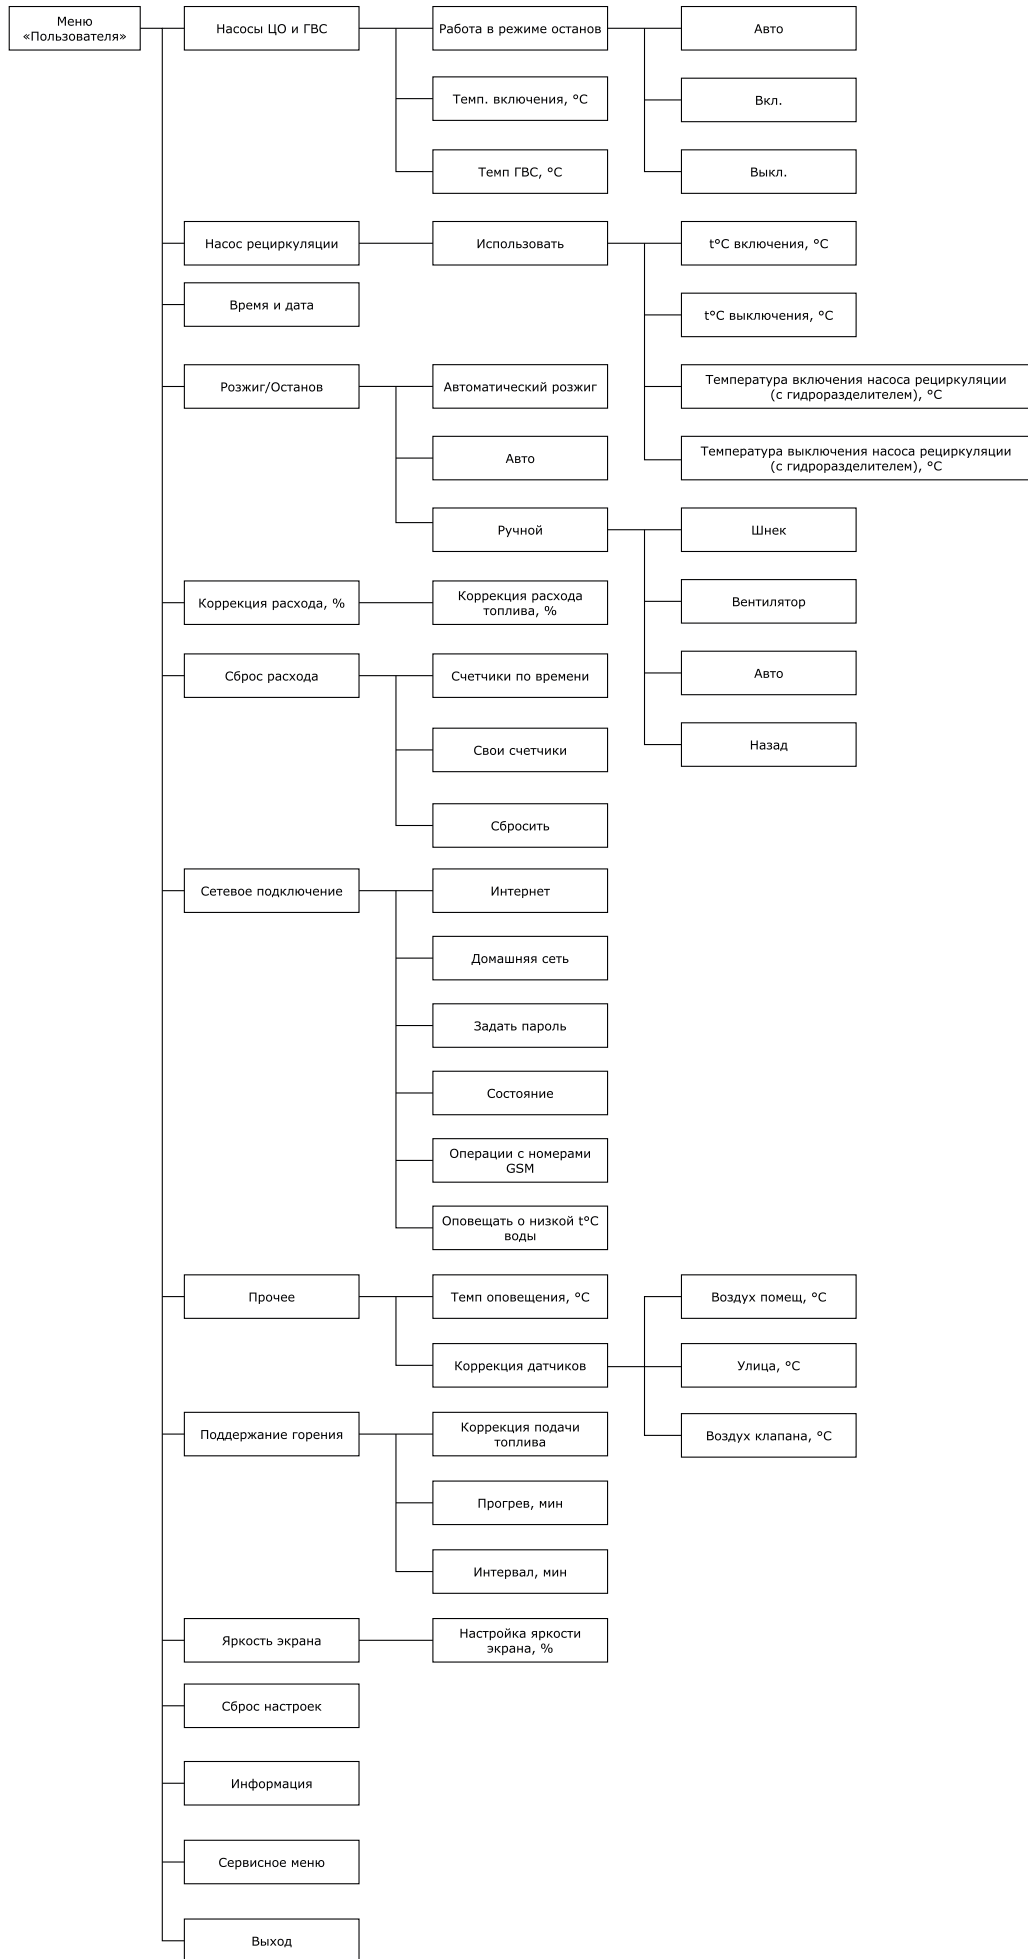 Меню
«Пользователя»
Насосы ЦО и ГВС
Работа в режиме останов
Авто
Темп. включения, °С
Вкл.
Темп ГВС, °С
Выкл.
Насос рециркуляции
Использовать
t°С включения, °С
Время и дата
t°С выключения, °С
Розжиг/Останов
Автоматический розжиг
Температура включения насоса рециркуляции
(с гидроразделителем), °С
Авто
Температура выключения насоса рециркуляции
(с гидроразделителем), °С
Ручной
Шнек
Коррекция расхода, %
Коррекция расхода
топлива, %
Вентилятор
Сброс расхода
Счетчики по времени
Авто
Свои счетчики
Назад
Сбросить
Сетевое подключение
Интернет
Домашняя сеть
Задать пароль
Состояние
Операции с номерами
GSM
Оповещать о низкой t°С
воды
Прочее
Темп оповещения, °С
Воздух помещ, °С
Коррекция датчиков
Улица, °С
Поддержание горения
Коррекция подачи
топлива
Воздух клапана, °С
Прогрев, мин
Интервал, мин
Яркость экрана
Настройка яркости
экрана, %
Сброс настроек
Информация
Сервисное меню
Выход